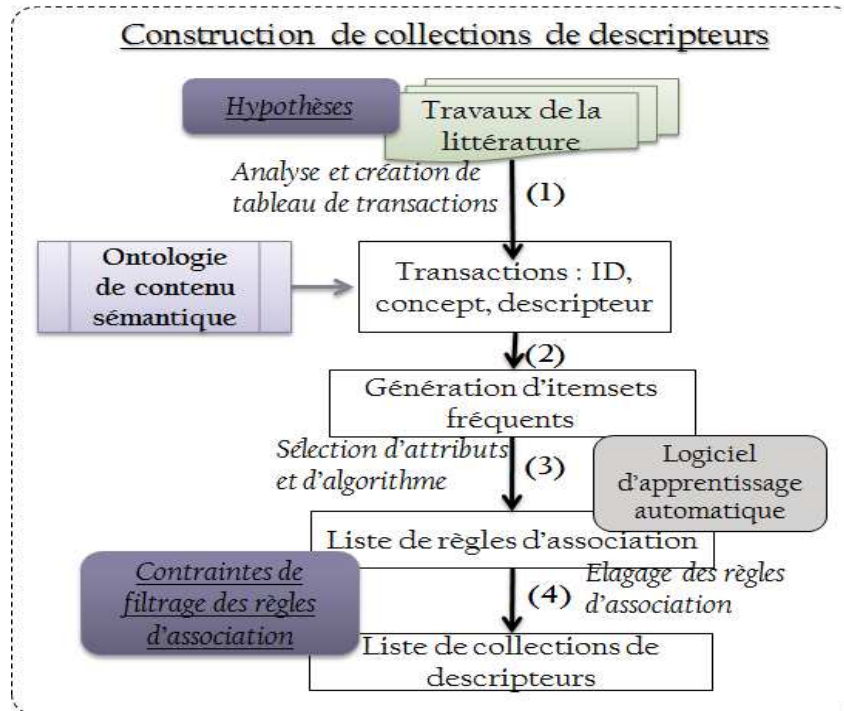 Construction de collections de descripteurs
Hypothèses
Travaux de la
littérature
Analyse et création de
tableau de transactions
(1)
Ontologie
de contenu
sémantique
Transactions : ID,
concept, descripteur
(2)
Génération d'itemsets
fréquents
Sélection d'attributs
et d'algorithme
(3)
Logiciel
d'apprentissage
automatique
Liste de règles d'association
Contraintes de
filtrage des règles
d'association
(4)
Elagage des règles
d'association
Liste de collections de
descripteurs